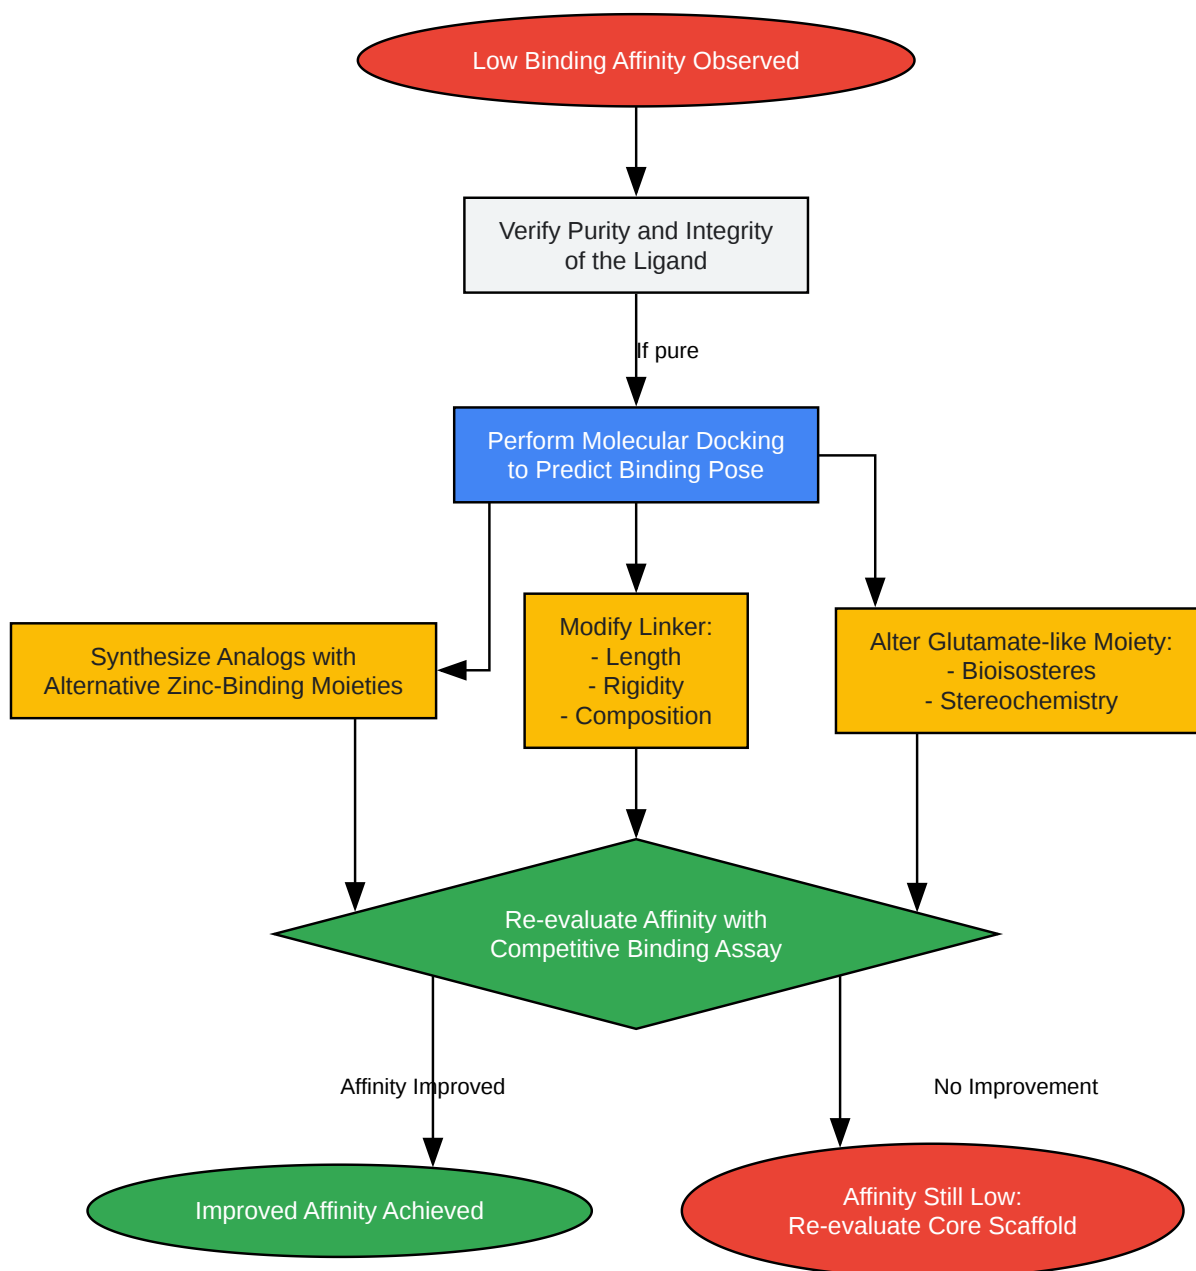 Low Binding Affinity Observed
Verify Purity and Integrity
of the Ligand
If pure
Perform Molecular Docking
to Predict Binding Pose
Synthesize Analogs with
Alternative Zinc-Binding Moieties
Modify Linker:
- Length
- Rigidity
- Composition
Alter Glutamate-like Moiety:
- Bioisosteres
- Stereochemistry
Re-evaluate Affinity with
Competitive Binding Assay
Affinity Improved
No Improvement
Improved Affinity Achieved
Affinity Still Low:
Re-evaluate Core Scaffold